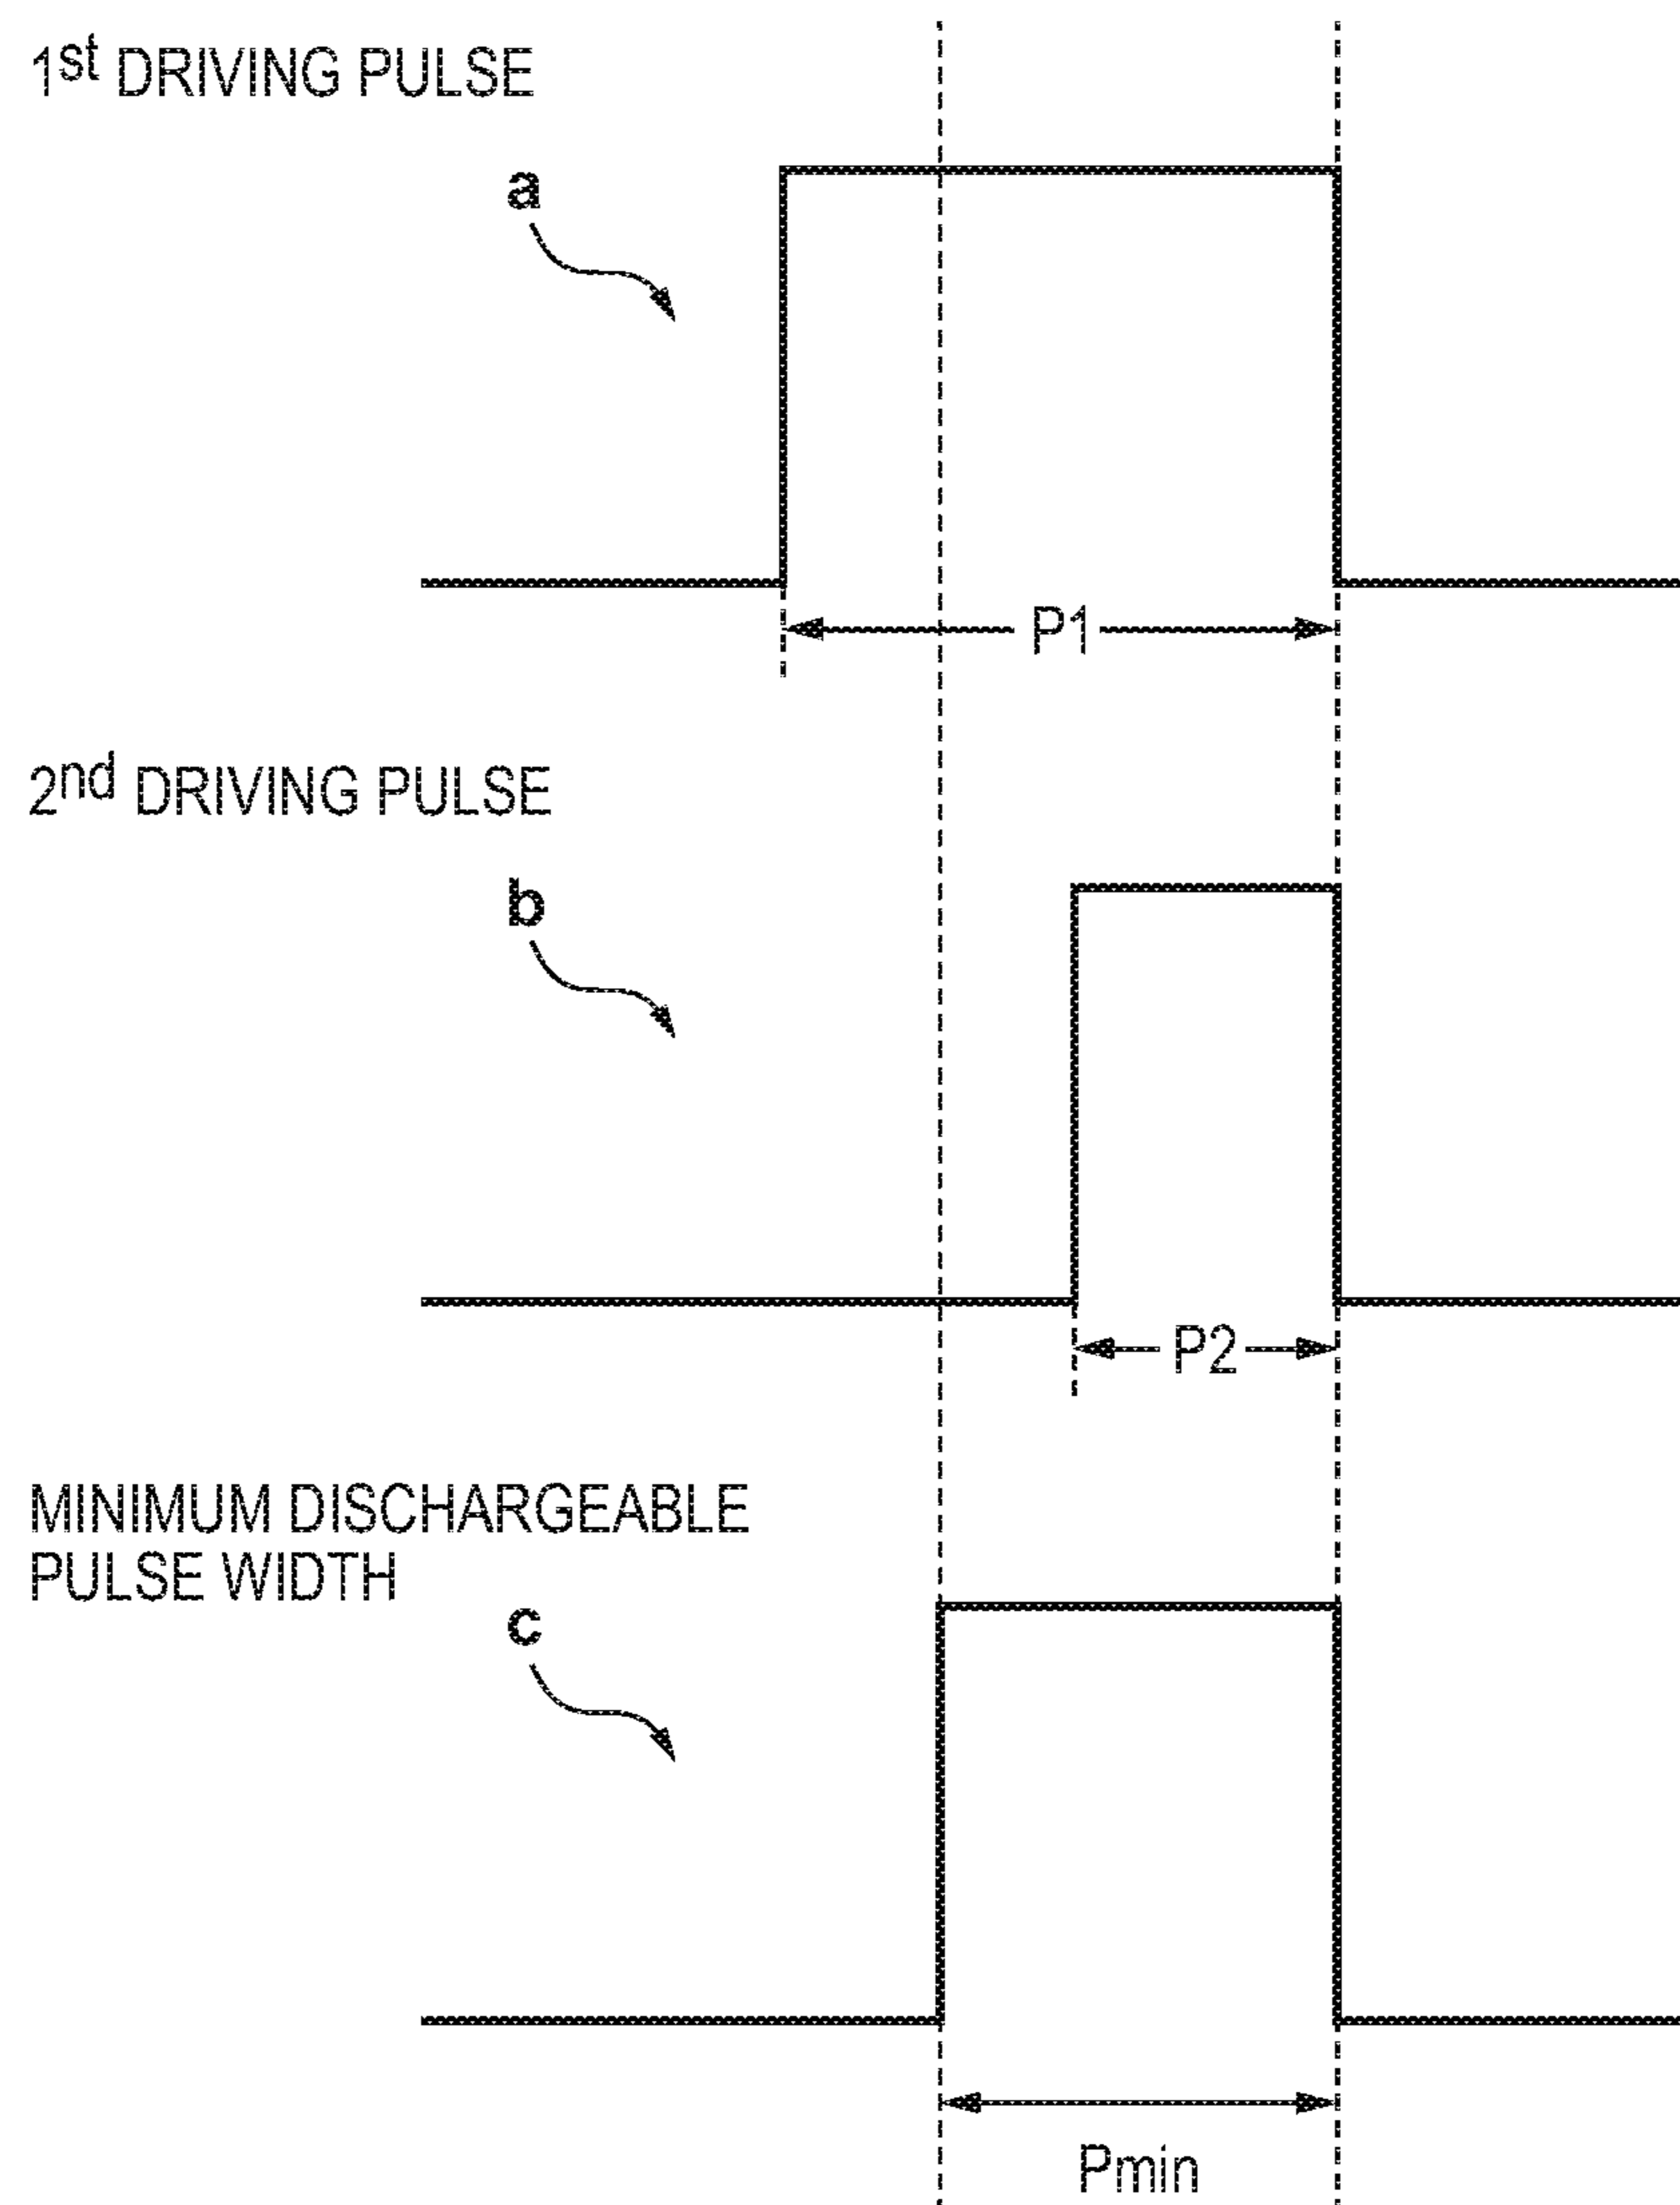 1st DRIVING PULSE
a
P1
2nd DRIVING PULSE
b
P2
MINIMUM DISCHARGEABLE
PULSE WIDTH
c
Pmin